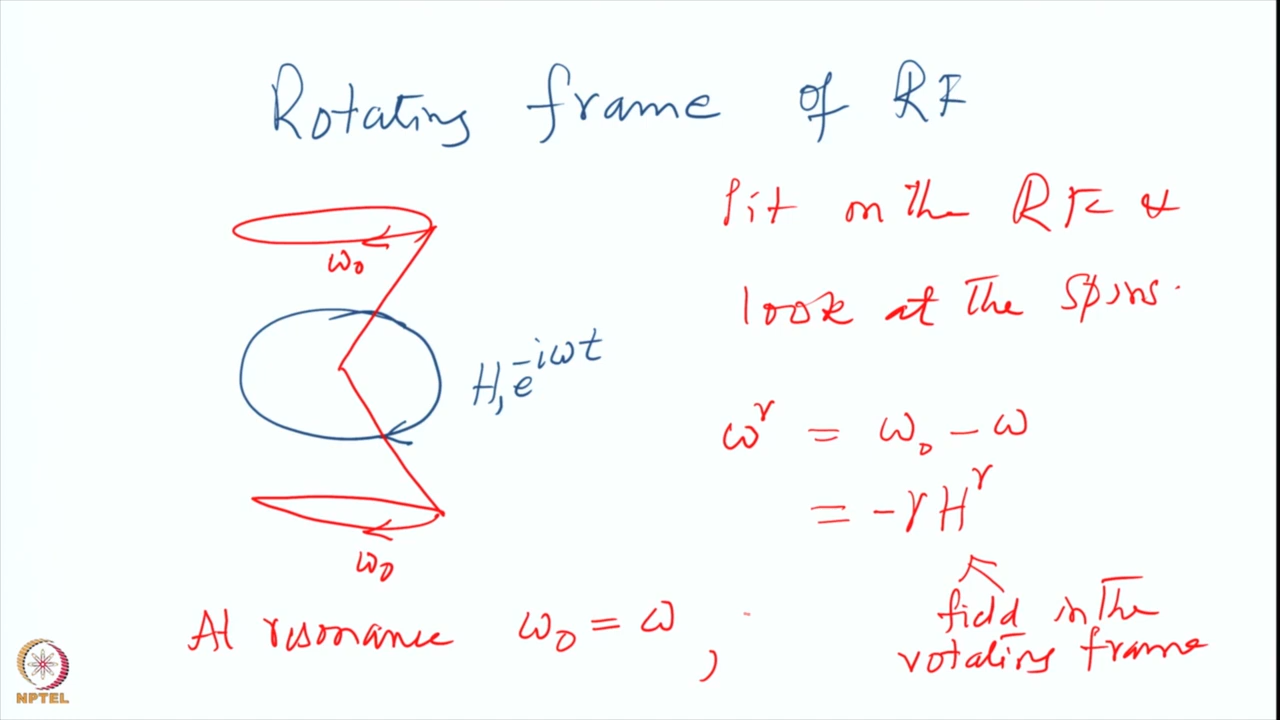 Rotating frame of RF
Sit on the RF &
look at the spins.
ω₀
H₁e^{-iωt}
ω^r = ω₀ - ω
= -γH^r
ω₀
field in the
rotating frame
At resonance ω₀ = ω ,
NPTEL